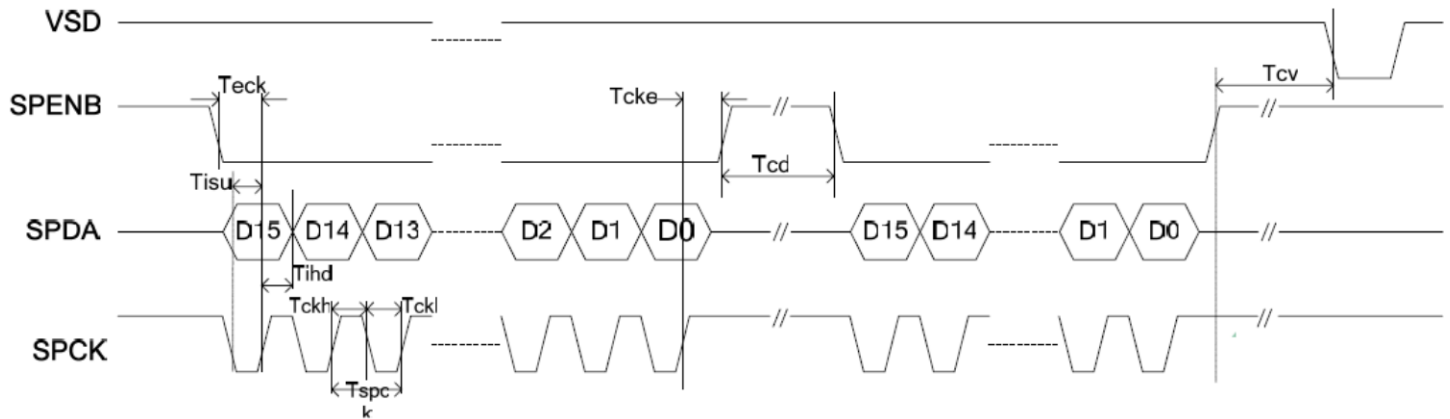 VSD
Teck
Tcke
Tcv
SPENB
Tisu
Tcd
SPDA
D15
D14
D13
D2
D1
D0
D15
D14
D1
D0
Tihd
Tckh
Tckl
SPCK
Tspc
k